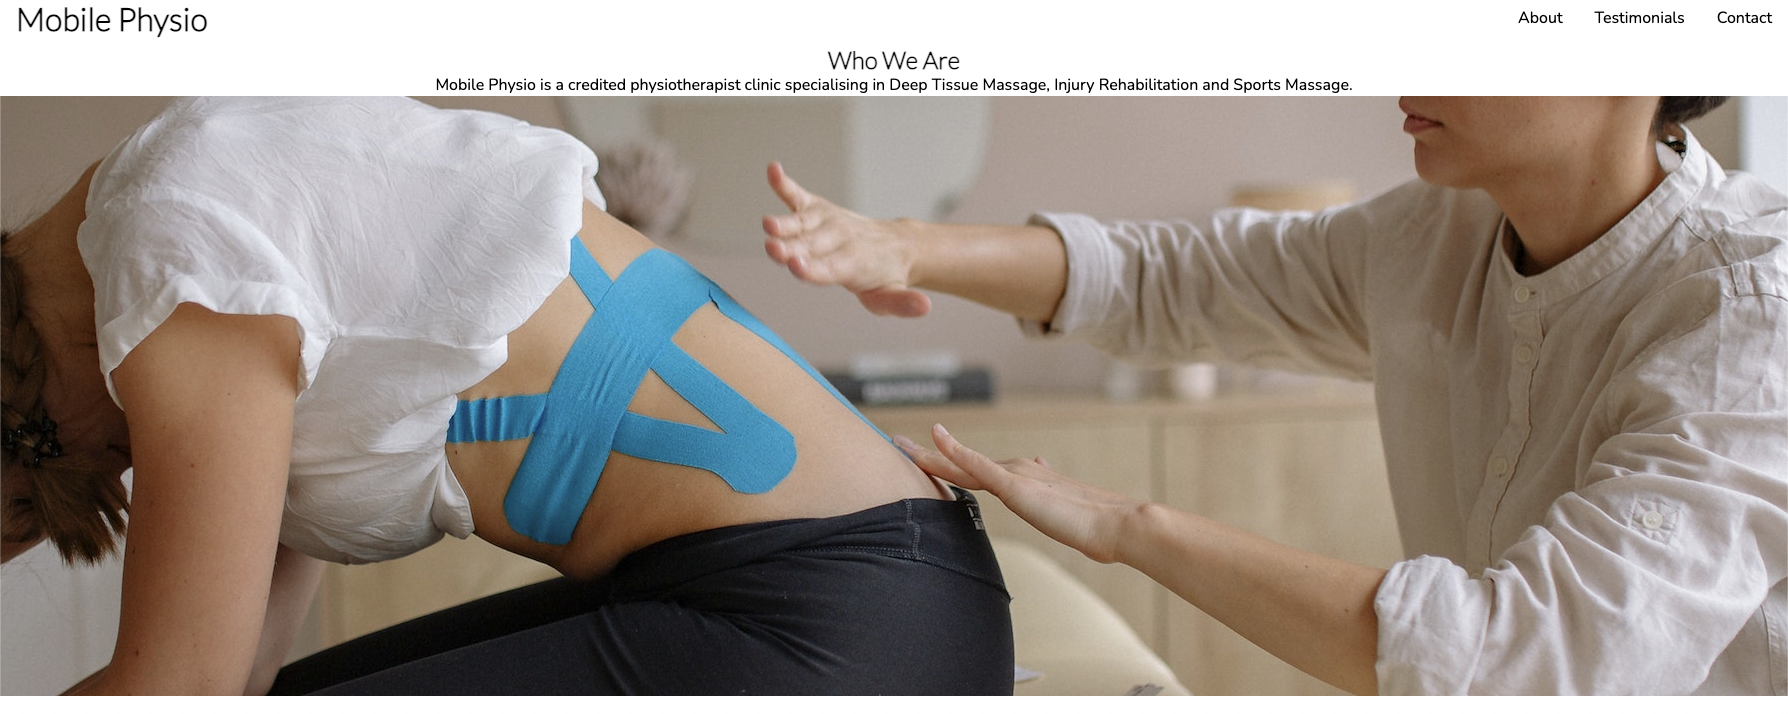 Mobile Physio
About Testimonials Contact
Who We Are
Mobile Physio is a credited physiotherapist clinic specialising in Deep Tissue Massage, Injury Rehabilitation and Sports Massage.